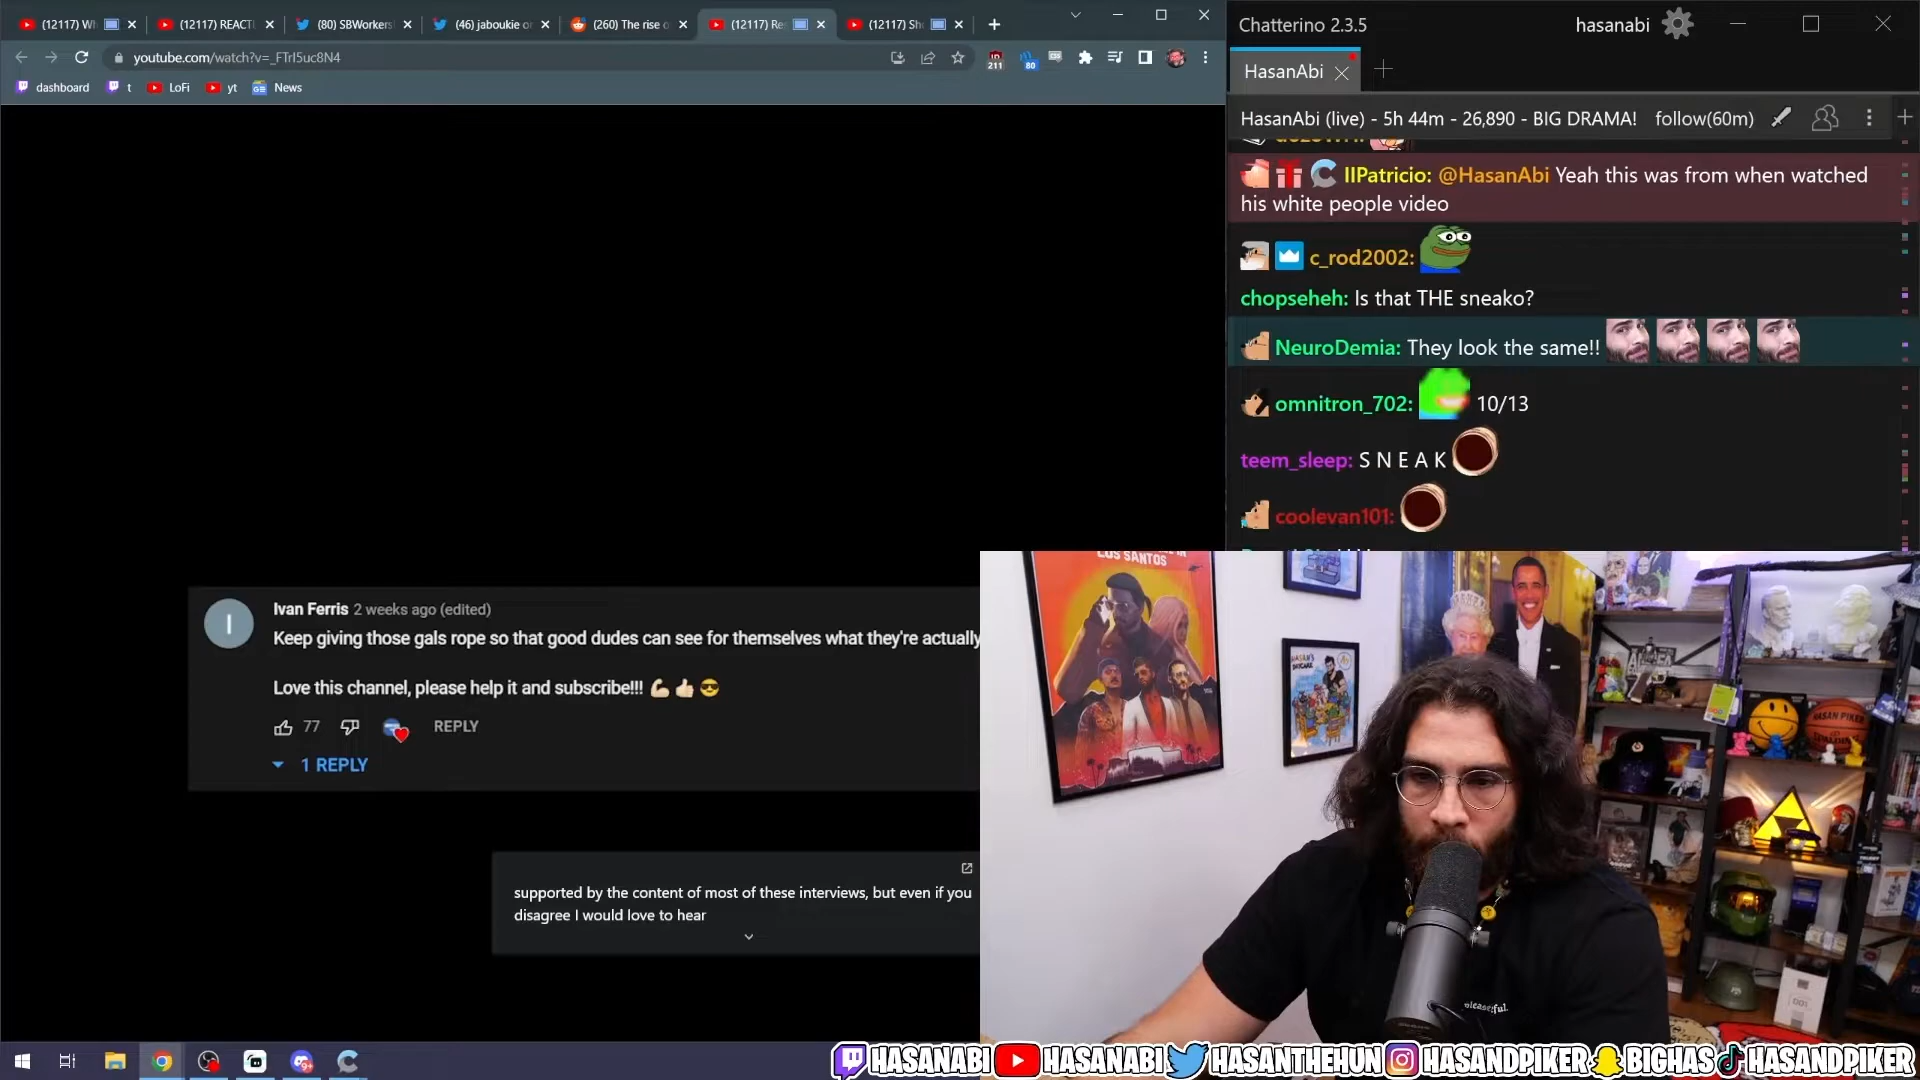 (12117) Wh
(12117) REACTI
(80) SBWorkers
(46) jaboukie o
(260) The rise o
(12117) Re
(12117) Sh
youtube.com/watch?v=_FTrI5uc8N4
211
80
dashboard
t
LoFi
yt
News
Chatterino 2.3.5
hasanabi
HasanAbi
HasanAbi (live) - 5h 44m - 26,890 - BIG DRAMA!
follow(60m)
IIPatricio: @HasanAbi Yeah this was from when watched
his white people video
c_rod2002:
chopseheh: Is that THE sneako?
NeuroDemia: They look the same!!
omnitron_702: 10/13
teem_sleep: S N E A K
coolevan101:
I
Ivan Ferris 2 weeks ago (edited)
Keep giving those gals rope so that good dudes can see for themselves what they're actually
Love this channel, please help it and subscribe!!! 💪🏻👍🏻😎
77
REPLY
1 REPLY
supported by the content of most of these interviews, but even if you
disagree I would love to hear
LOS SANTOS
HASAN PIKER
HASANABI
HASANABI
HASANTHEHUN
HASANDPIKER
BIGHAS
HASANDPIKER